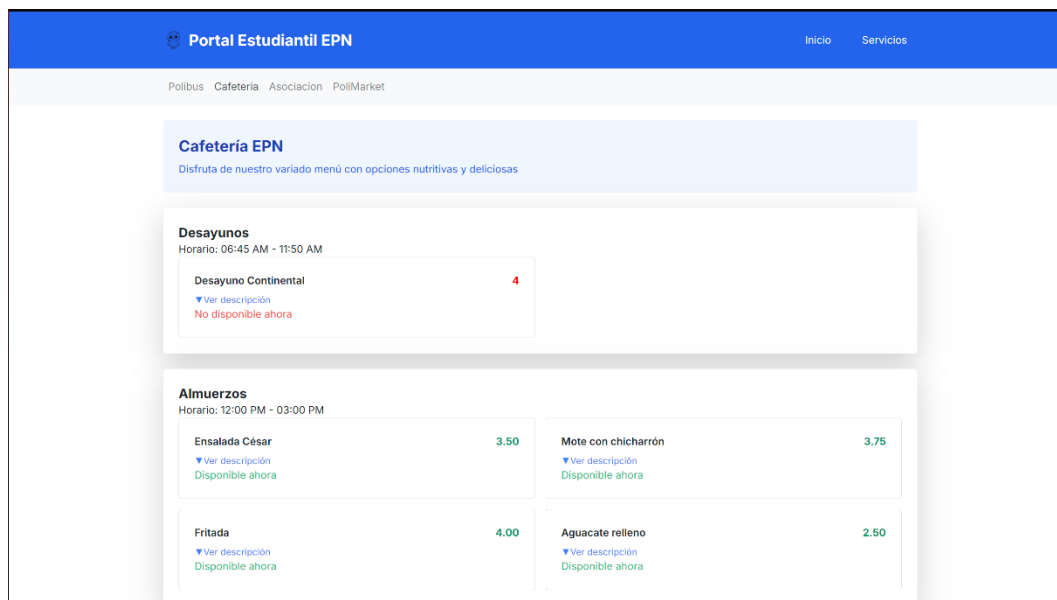 Portal Estudiantil EPN
Inicio Servicios
Polibus Cafeteria Asociacion PoliMarket
Cafetería EPN
Disfruta de nuestro variado menú con opciones nutritivas y deliciosas
Desayunos
Horario: 06:45 AM - 11:50 AM
Desayuno Continental 4
▼Ver descripción
No disponible ahora
Almuerzos
Horario: 12:00 PM - 03:00 PM
Ensalada César 3.50
▼Ver descripción
Disponible ahora
Mote con chicharrón 3.75
▼Ver descripción
Disponible ahora
Fritada 4.00
▼Ver descripción
Disponible ahora
Aguacate relleno 2.50
▼Ver descripción
Disponible ahora